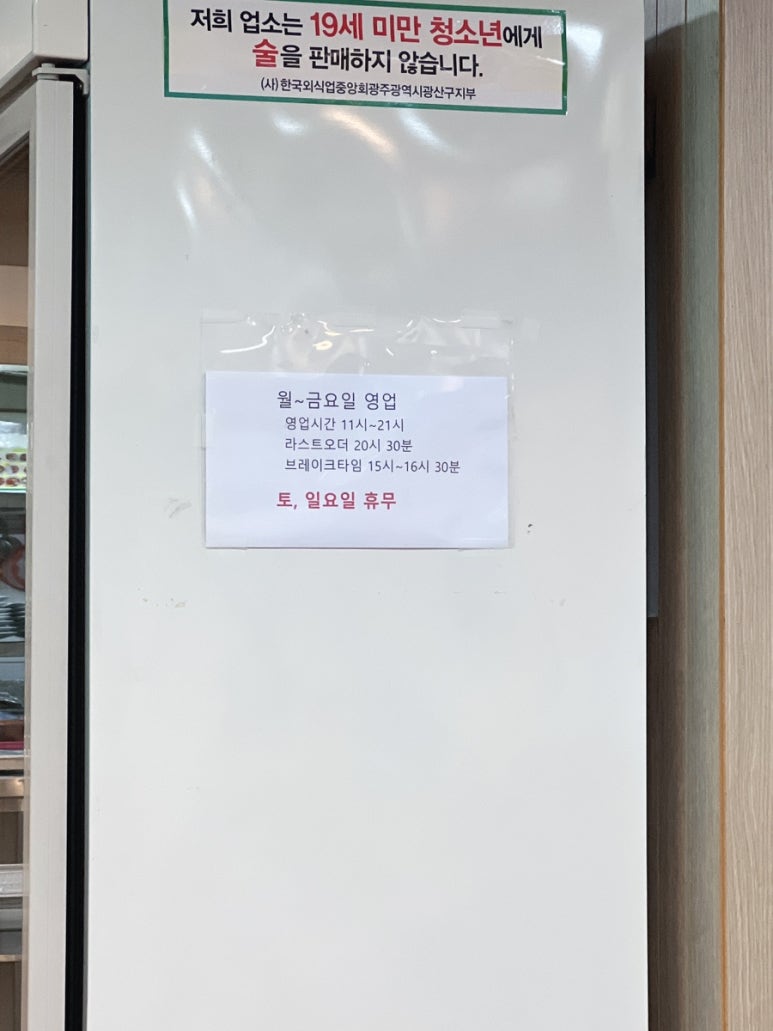 저희 업소는 19세 미만 청소년에게
술을 판매하지 않습니다.
(사)한국외식업중앙회광주광역시광산구지부
월~금요일 영업
영업시간 11시~21시
라스트오더 20시 30분
브레이크타임 15시~16시 30분
토, 일요일 휴무